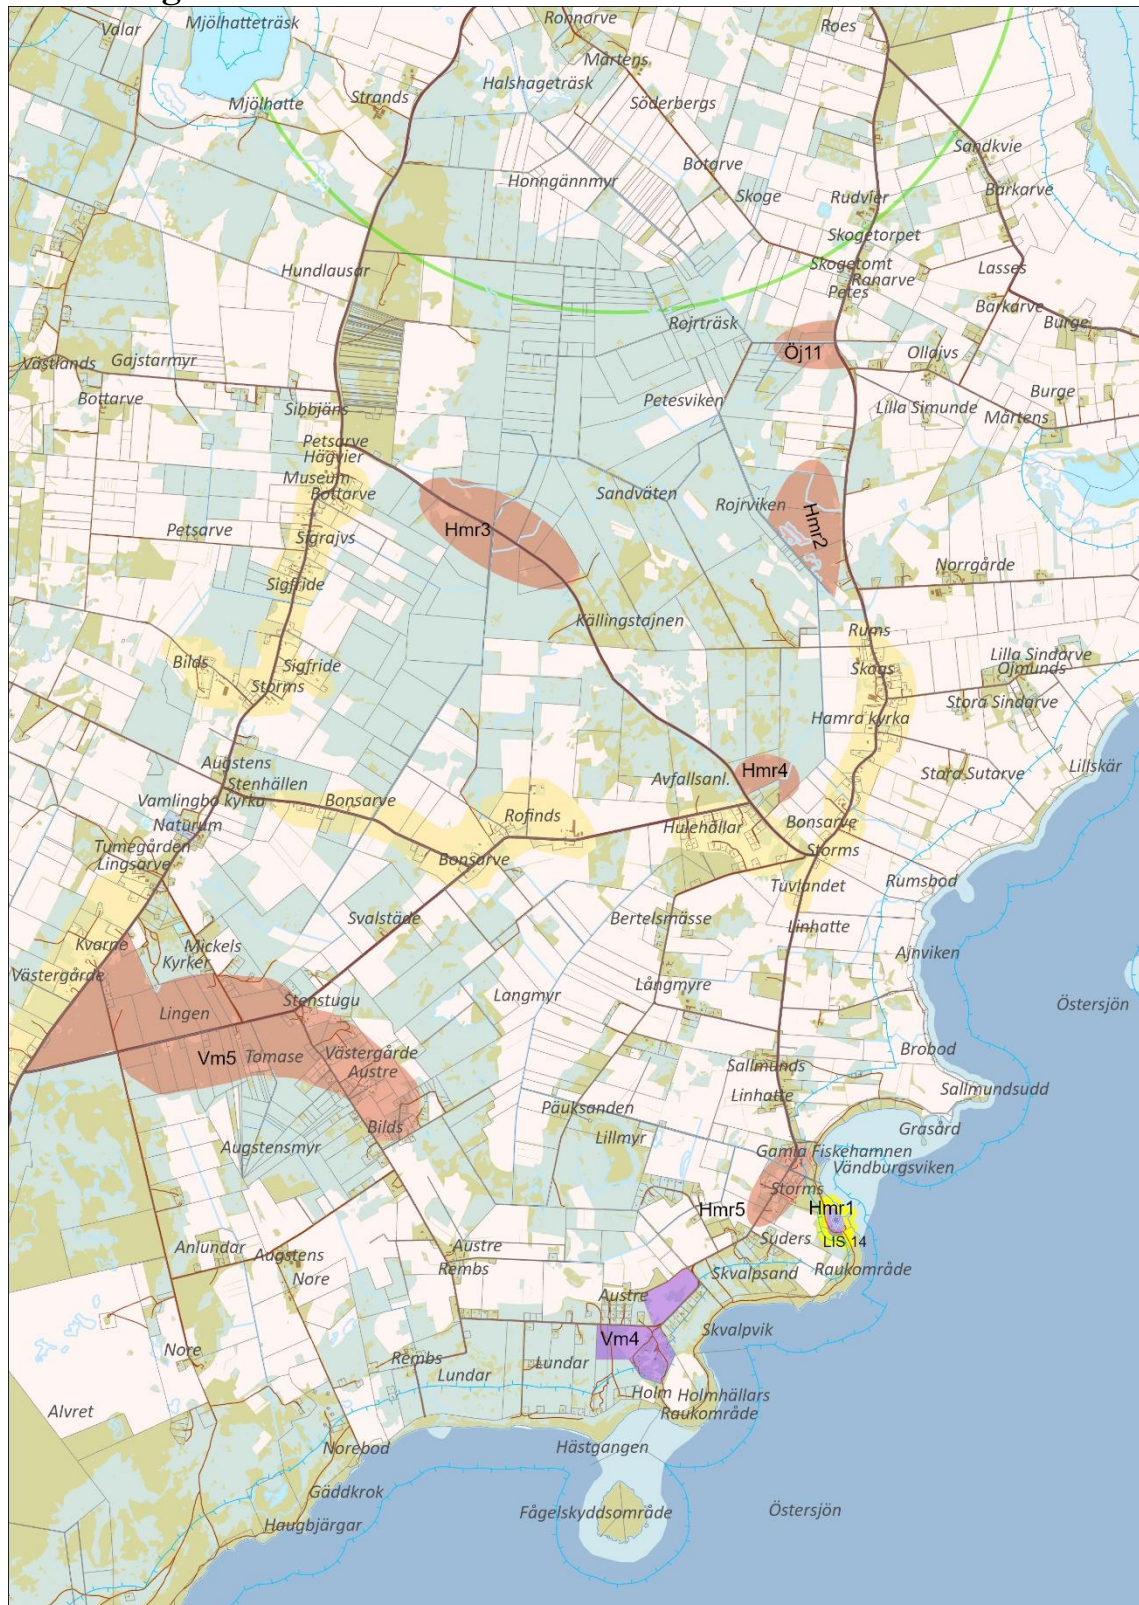 Ronnarve
Roes
Mjölhatteträsk
Valar
Mårtens
Halshageträsk
Strands
Mjölhatte
Söderbergs
Sandkvie
Botarve
Honngännmyr
Barkarve
Skoge
Rudvier
Skogetorpet
Hundlausar
Skogetomt
Lasses
Ranarve
Petes
Barkarve
Rojrträsk
Burge
Öj11
Ollajvs
Västlands
Gajstarmyr
Burge
Bottarve
Petesviken
Sibbjäns
Lilla Simunde
Mårtens
Petsarve
Hägvier
Museum
Bottarve
Sandväten
Rojrviken
Hmr2
Petsarve
Hmr3
Sigrajvs
Norrgårde
Sigfride
Källingstajnen
Rums
Lilla Sindarve
Bilds
Sigfride
Skogs
Ojmunds
Storms
Stora Sindarve
Hamra kyrka
Augstens
Lillskär
Hmr4
Avfallsanl.
Stora Sutarve
Stenhällen
Vamlingbo kyrka
Bonsarve
Rofinds
Naturum
Hulehällar
Bonsarve
Tumegården
Storms
Lingsarve
Bonsarve
Tuvlandet
Rumsbod
Svalstäde
Bertelsmässe
Linhatte
Kvarne
Mickels
Ajnviken
Kyrker
Västergårde
Långmyre
Langmyr
Stenstugu
Östersjön
Lingen
Vm5
Tomase
Västergårde
Brobod
Austre
Sallmunds
Sallmundsudd
Linhatte
Päuksanden
Bilds
Grasård
Lillmyr
Augstensmyr
Gamla Fiskehamnen
Vändburgsviken
Storms
Hmr5
Hmr1
Suders
LIS 14
Anlundar
Austre
Augstens
Rembs
Raukområde
Nore
Skvalpsand
Austre
Skvalpvik
Vm4
Nore
Rembs
Lundar
Lundar
Holm
Holmhällars
Raukområde
Alvret
Norebod
Hästgangen
Gäddkrok
Fågelskyddsområde
Östersjön
Haugbjärgar